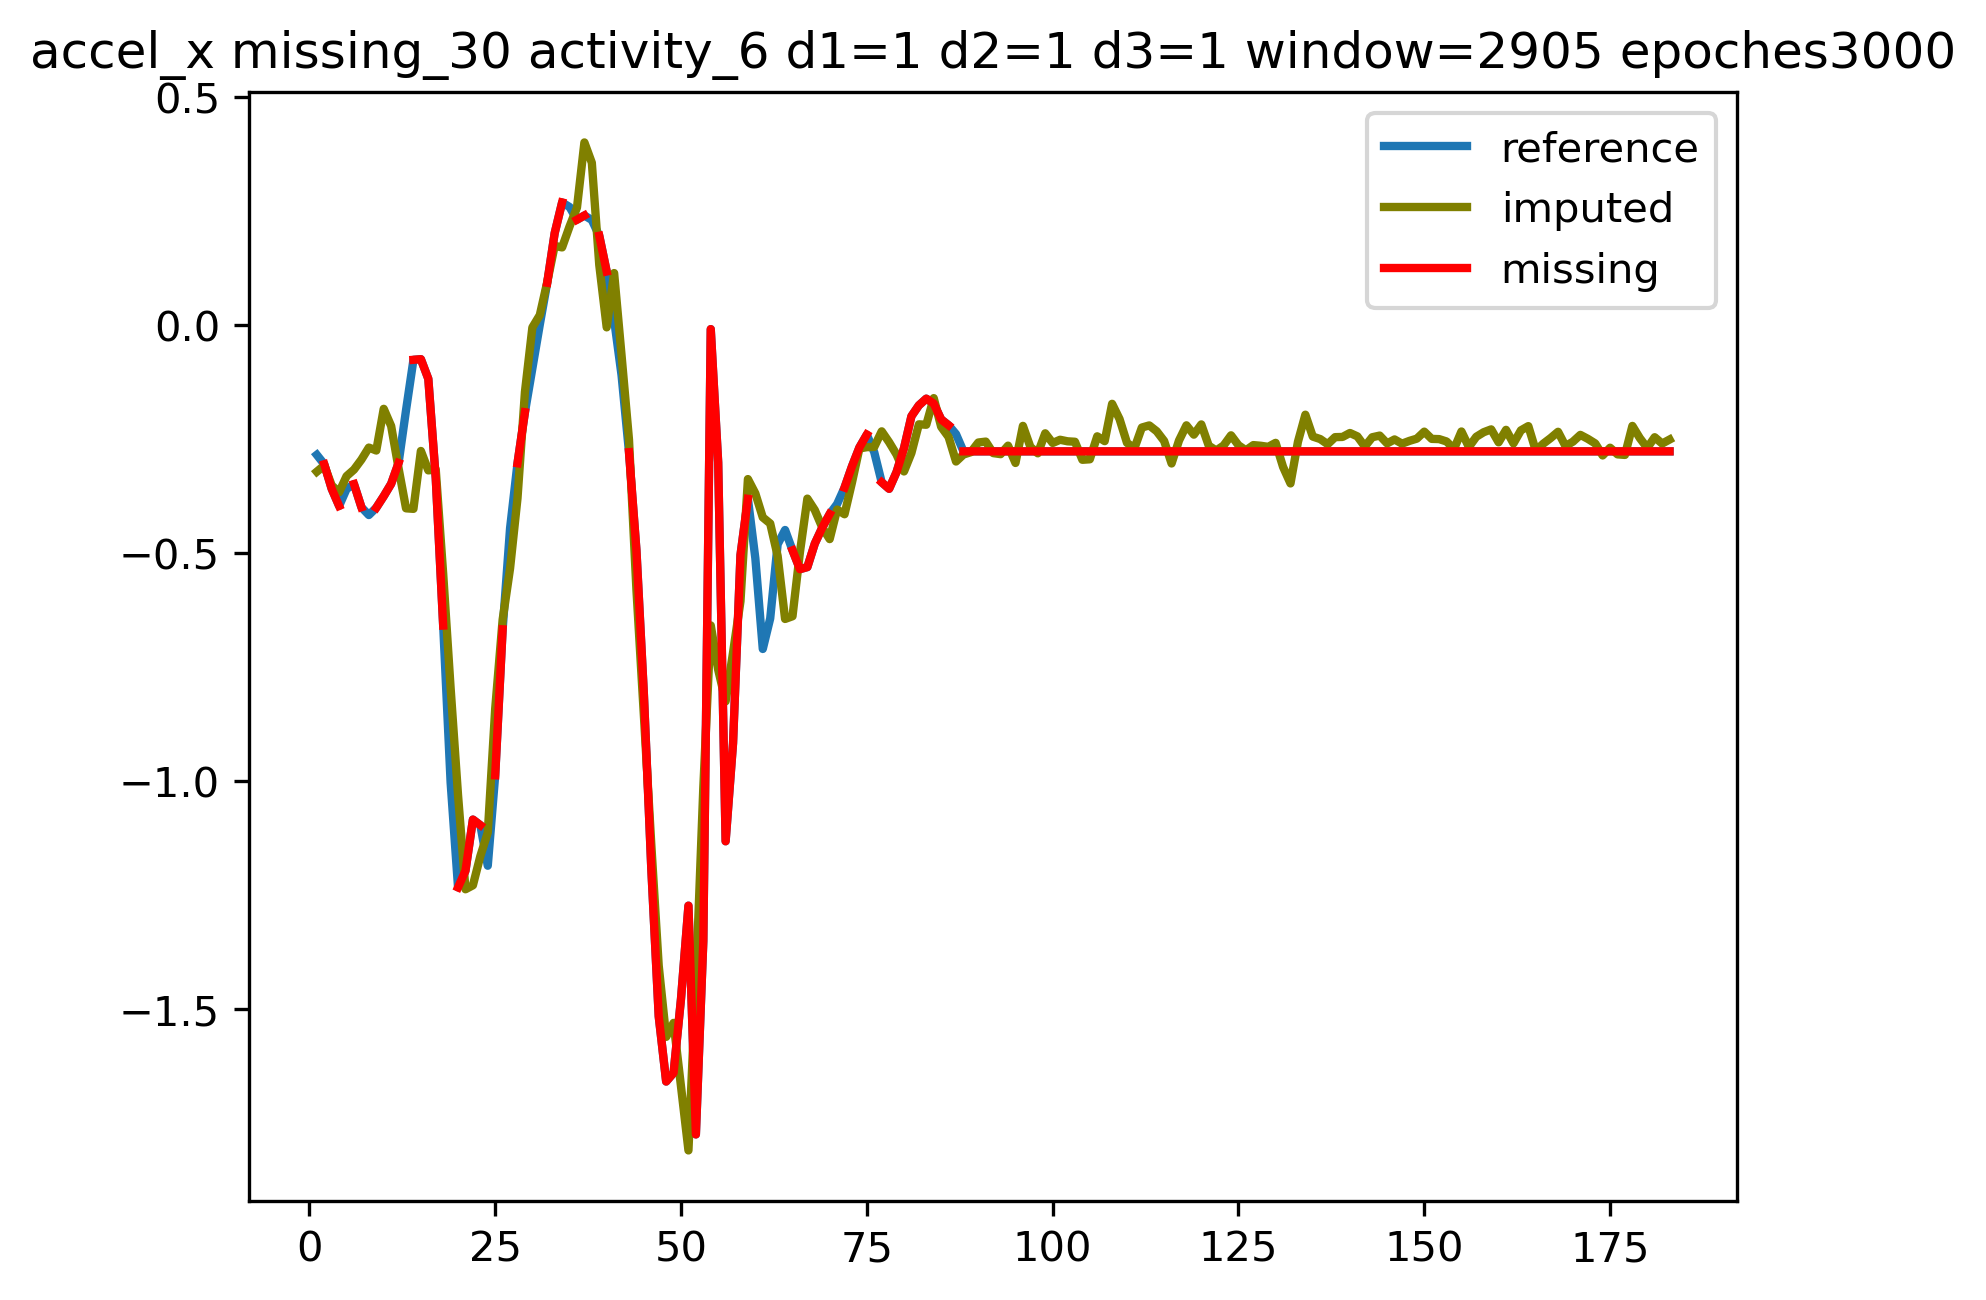 accel_x missing_30 activity_6 d1=1 d2=1 d3=1 window=2905 epoches3000
0.5
0.0
−0.5
−1.0
−1.5
reference
imputed
missing
0 25 50 75 100 125 150 175